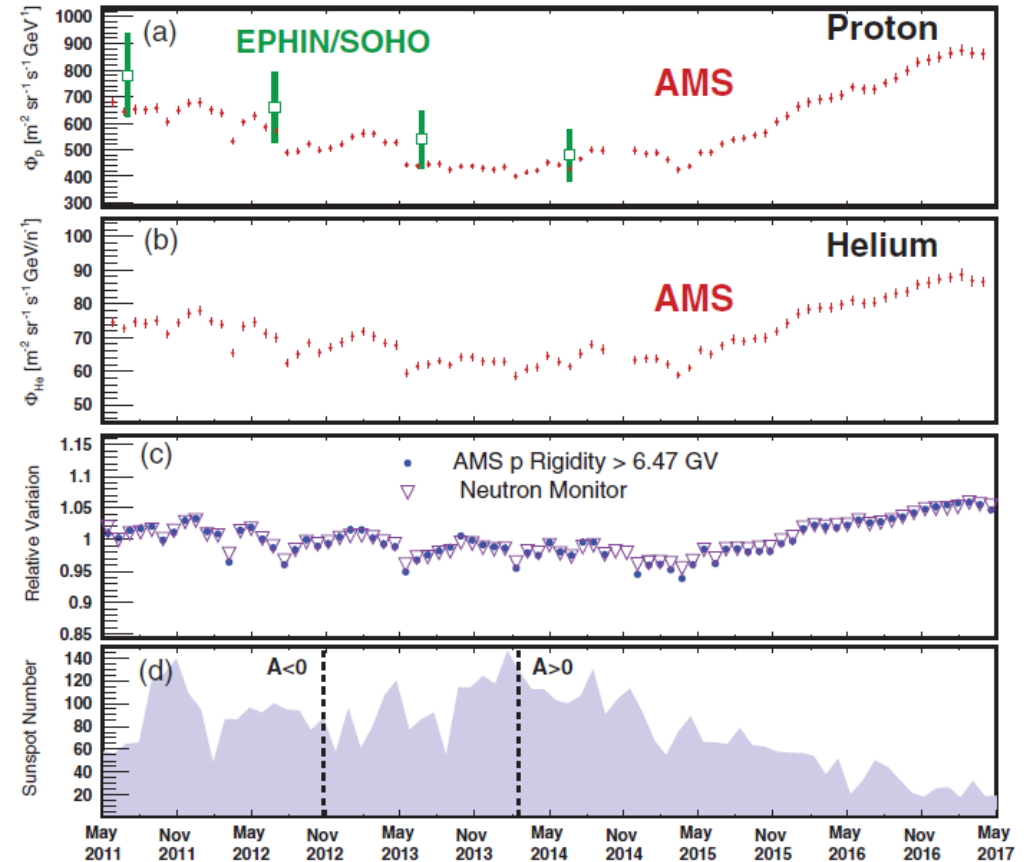 (a)
EPHIN/SOHO
Proton
AMS
Φp [m-2 sr-1 s-1 GeV-1]
1000
900
800
700
600
500
400
300
(b)
Helium
AMS
ΦHe [m-2 sr-1 s-1 GeV/n-1]
100
90
80
70
60
50
(c)
AMS p Rigidity > 6.47 GV
Neutron Monitor
Relative Variaion
1.15
1.1
1.05
1
0.95
0.9
0.85
(d)
A<0
A>0
Sunspot Number
140
120
100
80
60
40
20
May Nov May Nov May Nov May Nov May Nov May Nov May
2011 2011 2012 2012 2013 2013 2014 2014 2015 2015 2016 2016 2017